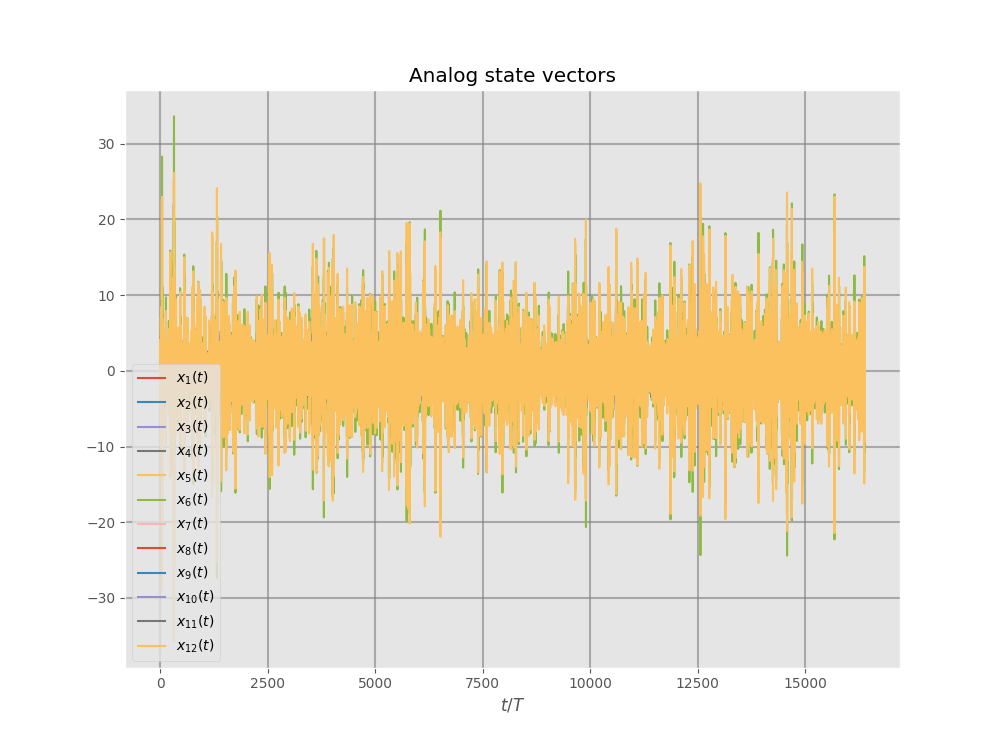 Analog state vectors
30
20
10
0
−10
−20
−30
x₁(t)
x₂(t)
x₃(t)
x₄(t)
x₅(t)
x₆(t)
x₇(t)
x₈(t)
x₉(t)
x₁₀(t)
x₁₁(t)
x₁₂(t)
0 2500 5000 7500 10000 12500 15000
t/T